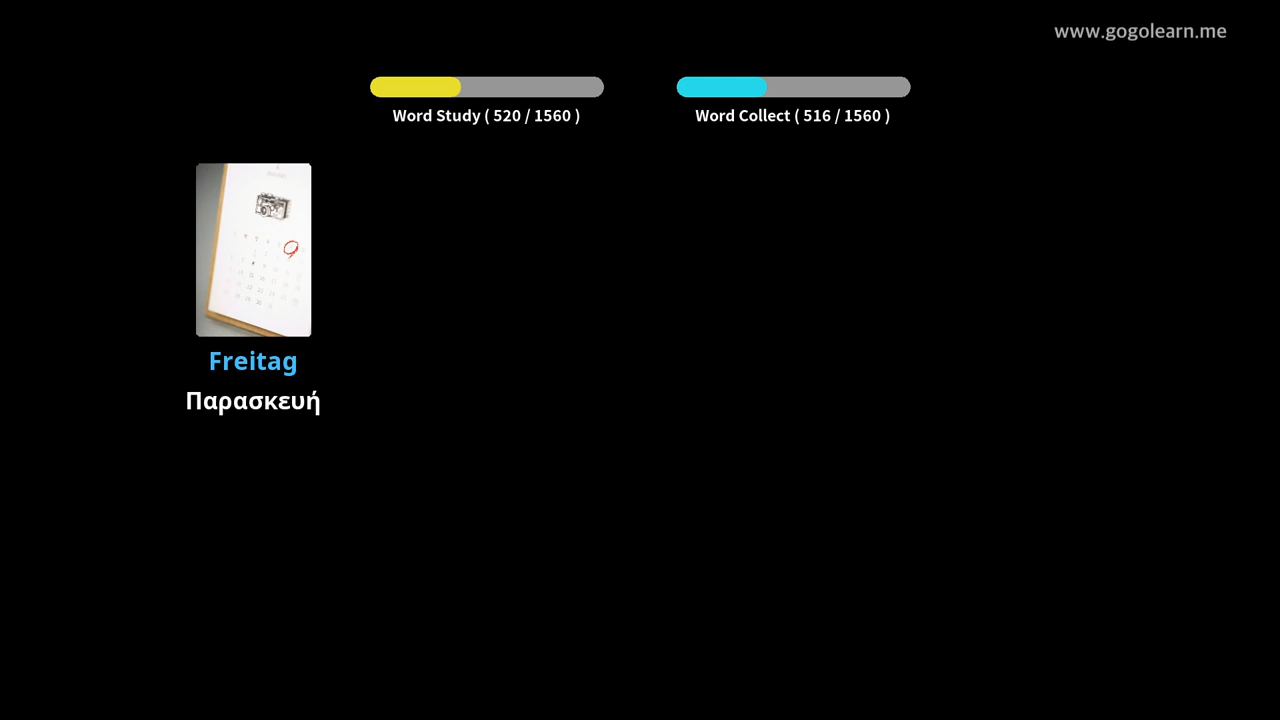 www.gogolearn.me
Word Study ( 520 / 1560 )
Word Collect ( 516 / 1560 )
Freitag
Παρασκευή